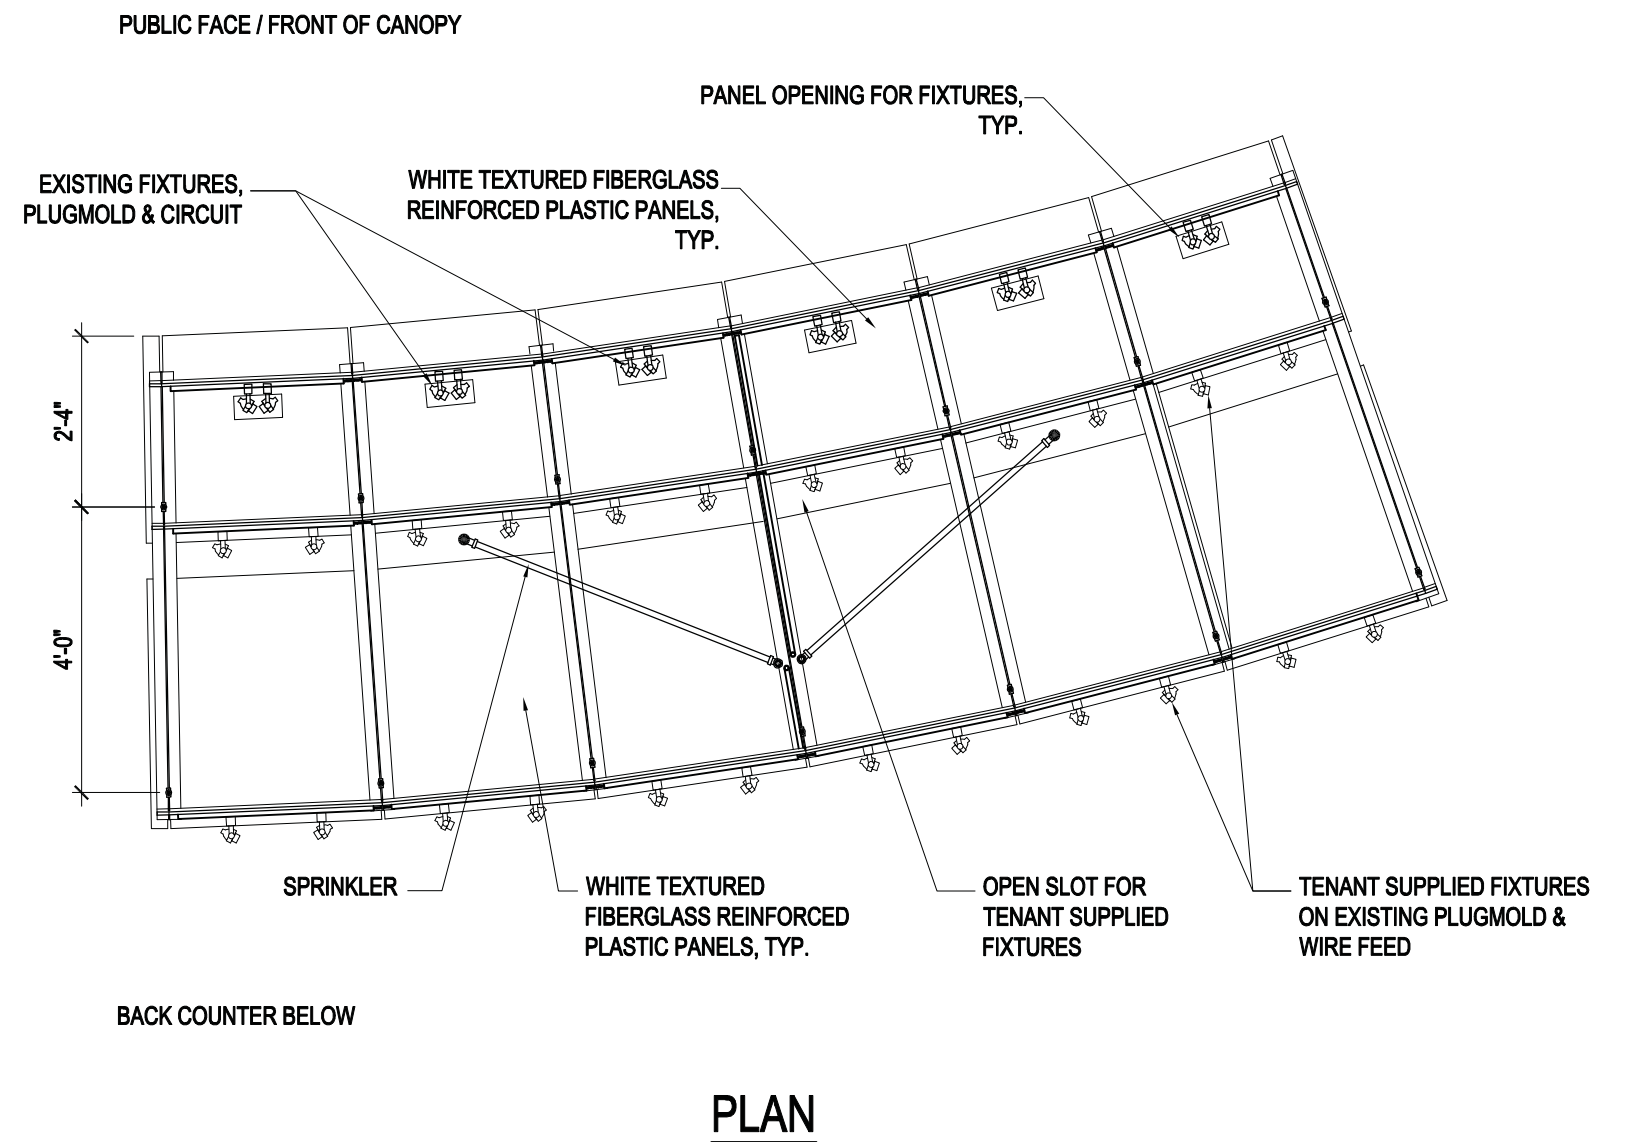 PUBLIC FACE / FRONT OF CANOPY
PANEL OPENING FOR FIXTURES,
TYP.
EXISTING FIXTURES,
PLUGMOLD & CIRCUIT
WHITE TEXTURED FIBERGLASS
REINFORCED PLASTIC PANELS,
TYP.
2'-4"
4'-0"
SPRINKLER
WHITE TEXTURED
FIBERGLASS REINFORCED
PLASTIC PANELS, TYP.
OPEN SLOT FOR
TENANT SUPPLIED
FIXTURES
TENANT SUPPLIED FIXTURES
ON EXISTING PLUGMOLD &
WIRE FEED
BACK COUNTER BELOW
PLAN